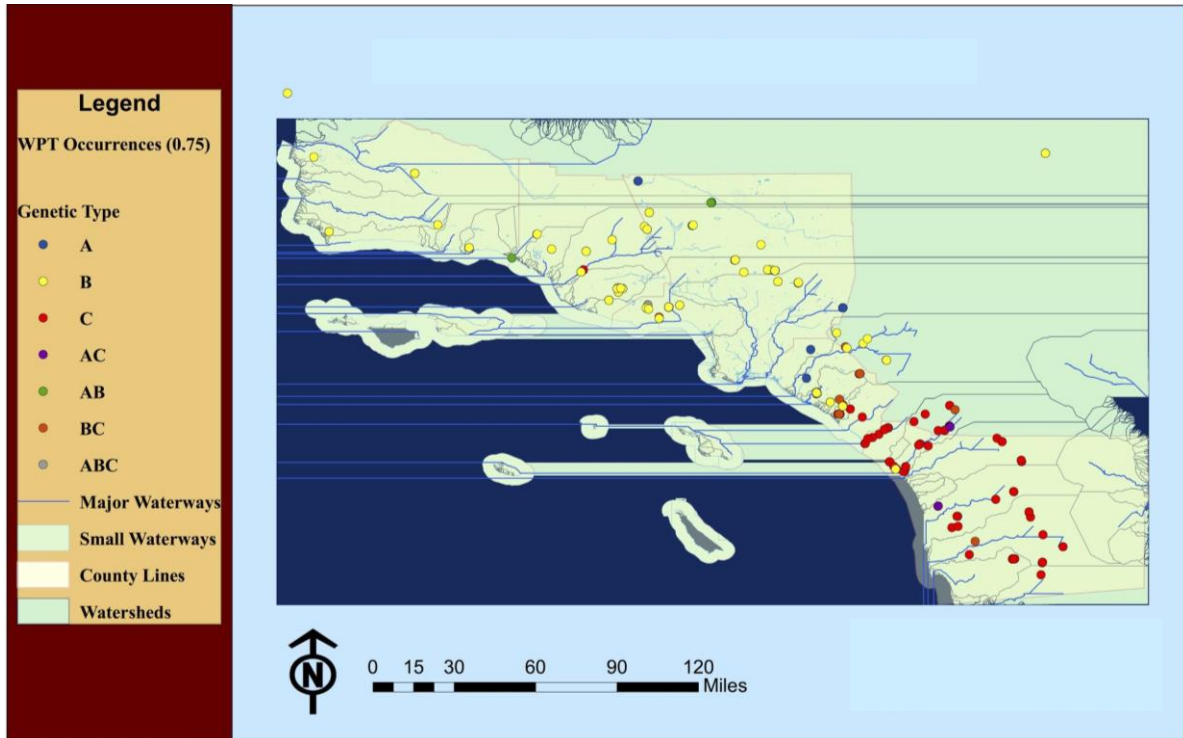 Legend
WPT Occurrences (0.75)
Genetic Type
A
B
C
AC
AB
BC
ABC
Major Waterways
Small Waterways
County Lines
Watersheds
N
0 15 30 60 90 120
Miles